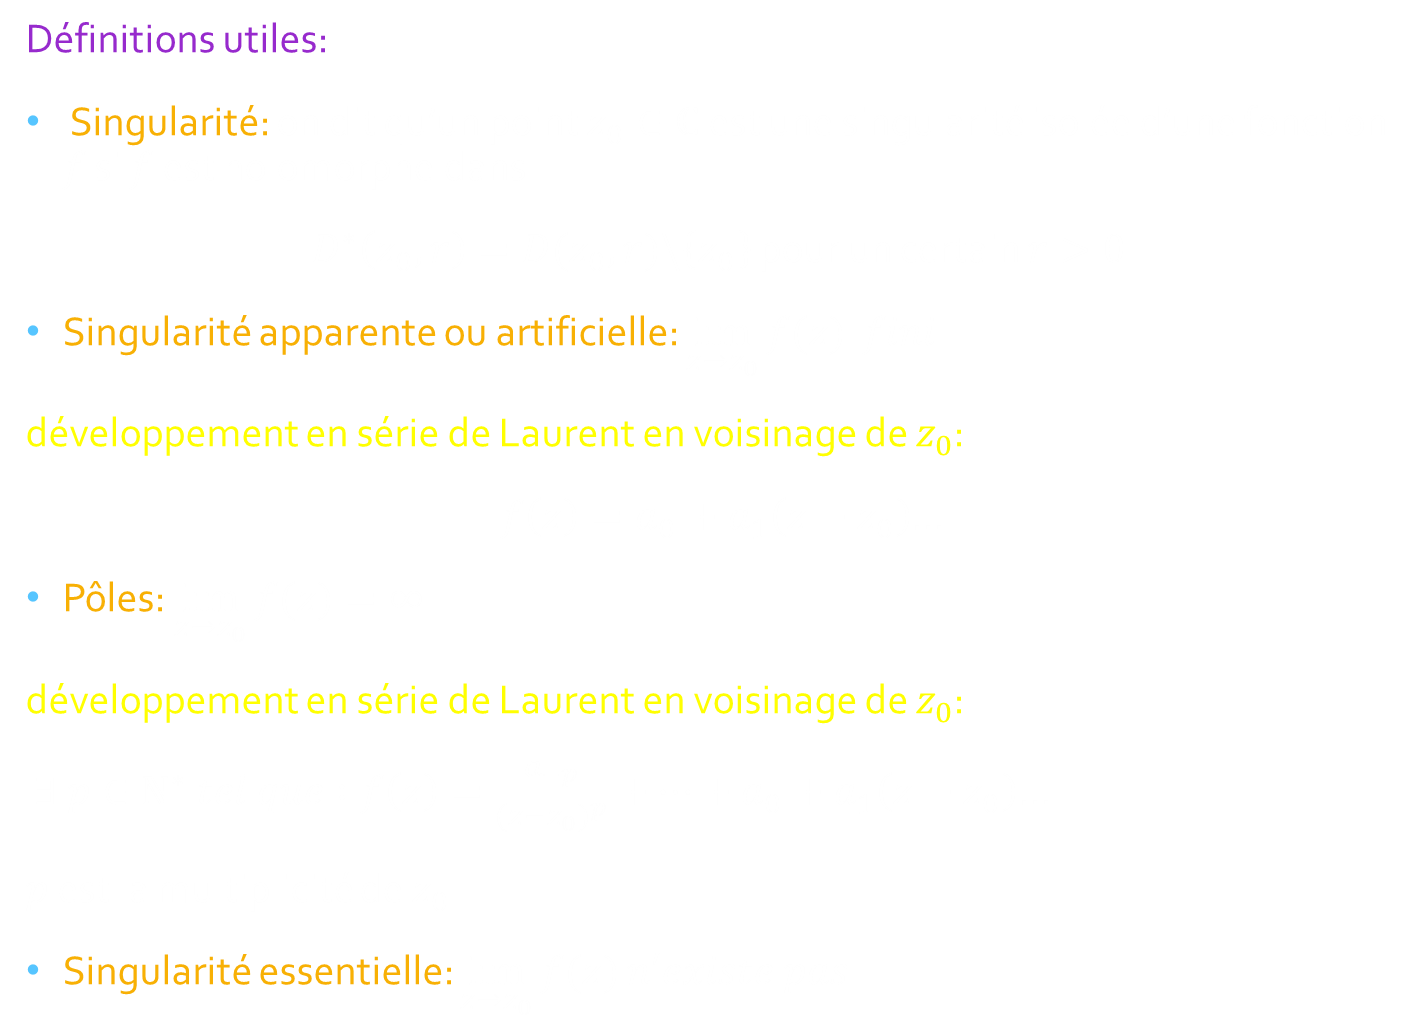 Définitions utiles:
• Singularité:
• Singularité apparente ou artificielle:
développement en série de Laurent en voisinage de z₀:
• Pôles:
développement en série de Laurent en voisinage de z₀:
• Singularité essentielle: